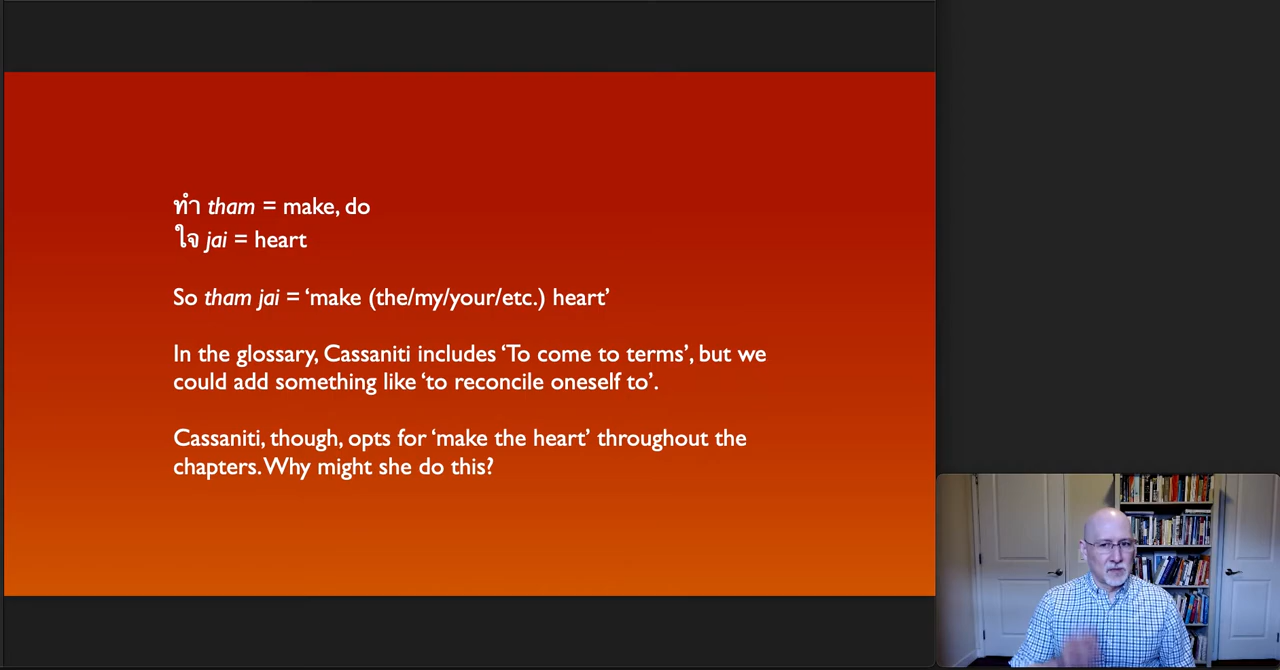 ทำ tham = make, do
ใจ jai = heart
So tham jai = ‘make (the/my/your/etc.) heart’
In the glossary, Cassaniti includes ‘To come to terms’, but we
could add something like ‘to reconcile oneself to’.
Cassaniti, though, opts for ‘make the heart’ throughout the
chapters. Why might she do this?